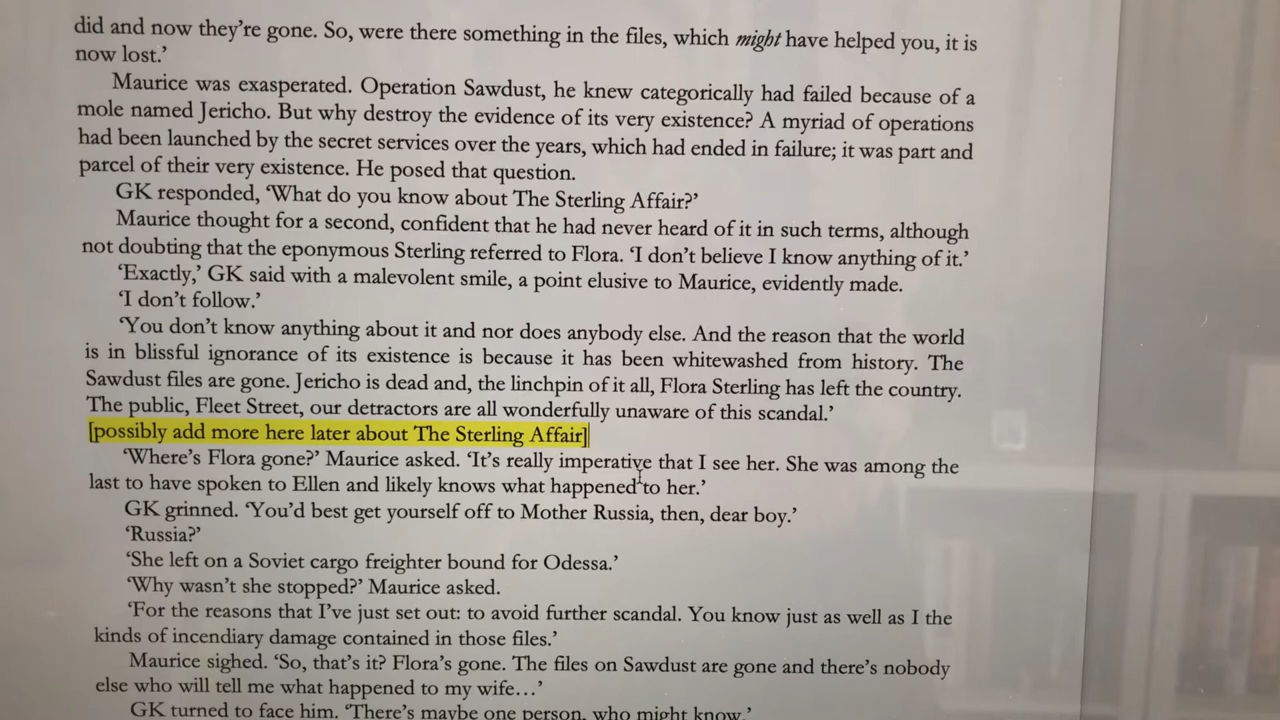 did and now they’re gone. So, were there something in the files, which might have helped you, it is
now lost.’
Maurice was exasperated. Operation Sawdust, he knew categorically had failed because of a
mole named Jericho. But why destroy the evidence of its very existence? A myriad of operations
had been launched by the secret services over the years, which had ended in failure; it was part and
parcel of their very existence. He posed that question.
GK responded, ‘What do you know about The Sterling Affair?’
Maurice thought for a second, confident that he had never heard of it in such terms, although
not doubting that the eponymous Sterling referred to Flora. ‘I don’t believe I know anything of it.’
‘Exactly,’ GK said with a malevolent smile, a point elusive to Maurice, evidently made.
‘I don’t follow.’
‘You don’t know anything about it and nor does anybody else. And the reason that the world
is in blissful ignorance of its existence is because it has been whitewashed from history. The
Sawdust files are gone. Jericho is dead and, the linchpin of it all, Flora Sterling has left the country.
The public, Fleet Street, our detractors are all wonderfully unaware of this scandal.’
[possibly add more here later about The Sterling Affair]
‘Where’s Flora gone?’ Maurice asked. ‘It’s really imperative that I see her. She was among the
last to have spoken to Ellen and likely knows what happened to her.’
GK grinned. ‘You’d best get yourself off to Mother Russia, then, dear boy.’
‘Russia?’
‘She left on a Soviet cargo freighter bound for Odessa.’
‘Why wasn’t she stopped?’ Maurice asked.
‘For the reasons that I’ve just set out: to avoid further scandal. You know just as well as I the
kinds of incendiary damage contained in those files.’
Maurice sighed. ‘So, that’s it? Flora’s gone. The files on Sawdust are gone and there’s nobody
else who will tell me what happened to my wife…’
GK turned to face him. ‘There’s maybe one person, who might know.’